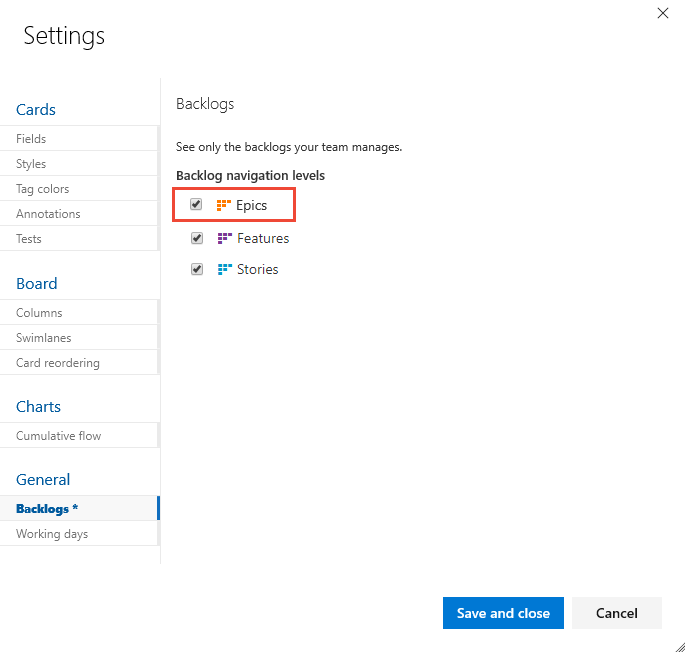 Settings
Cards
Fields
Styles
Tag colors
Annotations
Tests
Board
Columns
Swimlanes
Card reordering
Charts
Cumulative flow
General
Backlogs *
Working days
Backlogs
See only the backlogs your team manages.
Backlog navigation levels
Epics
Features
Stories
Save and close
Cancel